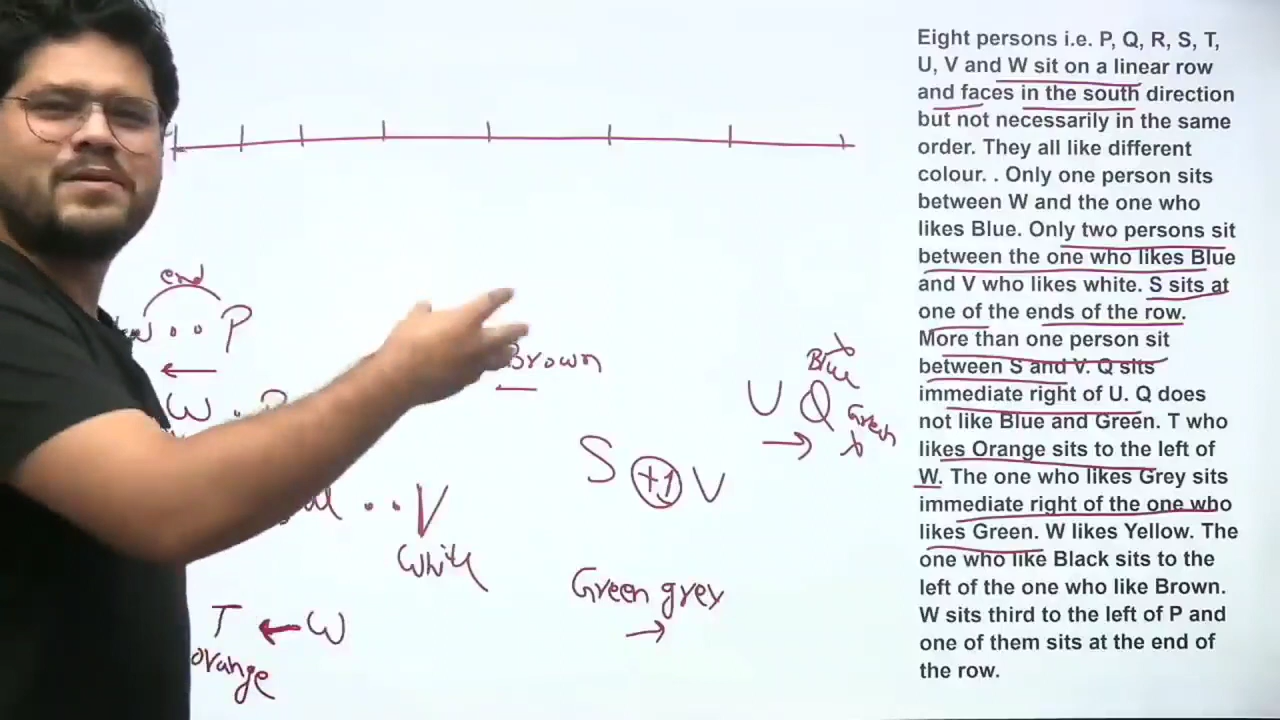 Eight persons i.e. P, Q, R, S, T,
U, V and W sit on a linear row
and faces in the south direction
but not necessarily in the same
order. They all like different
colour. . Only one person sits
between W and the one who
likes Blue. Only two persons sit
between the one who likes Blue
and V who likes white. S sits at
one of the ends of the row.
More than one person sit
between S and V. Q sits
immediate right of U. Q does
not like Blue and Green. T who
likes Orange sits to the left of
W. The one who likes Grey sits
immediate right of the one who
likes Green. W likes Yellow. The
one who like Black sits to the
left of the one who like Brown.
W sits third to the left of P and
one of them sits at the end of
the row.
end
W . . P
Brown
W .
Blue x
U Q Green x
S +1 V
. . V
White
Green grey
T ← W
orange